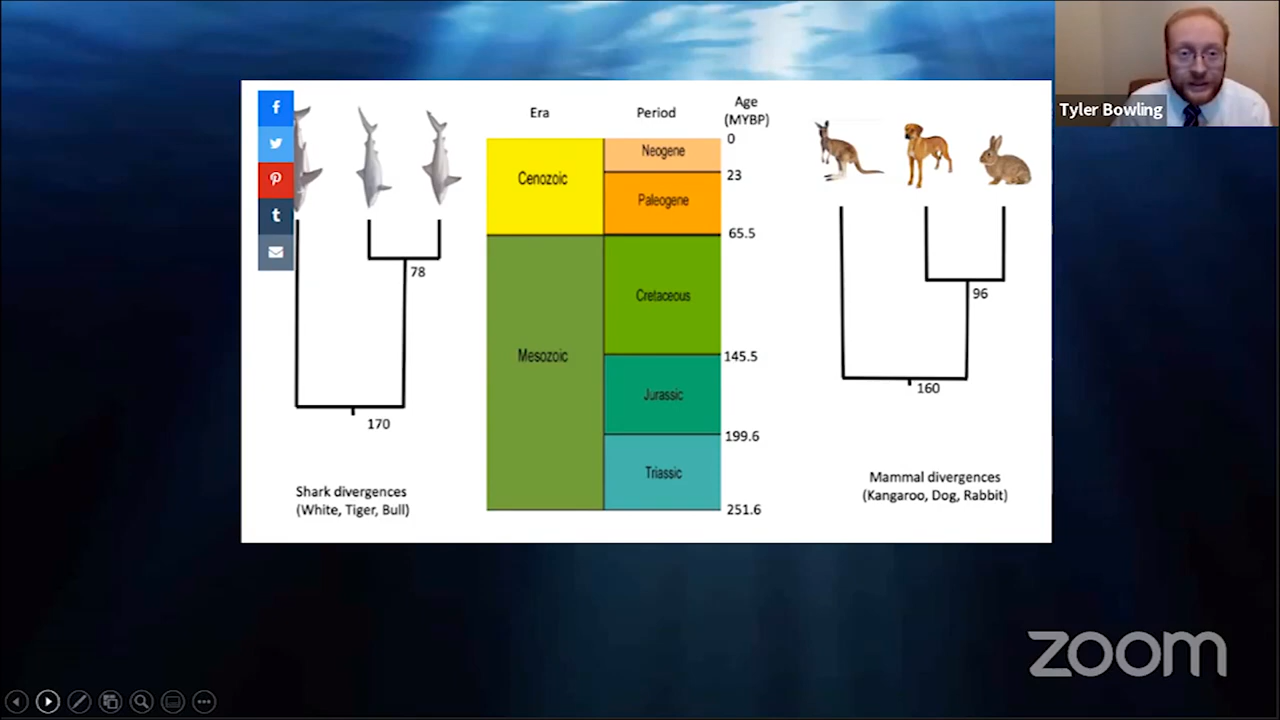 Tyler Bowling
f
t
Era
Period
Age
(MYBP)
0
Neogene
23
Cenozoic
Paleogene
65.5
78
Cretaceous
Mesozoic
145.5
Jurassic
199.6
Triassic
251.6
96
160
170
Shark divergences
(White, Tiger, Bull)
Mammal divergences
(Kangaroo, Dog, Rabbit)
zoom